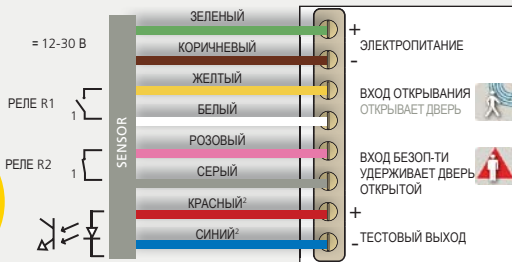 ЗЕЛЕНЫЙ
+
= 12-30 В
КОРИЧНЕВЫЙ
-
ЭЛЕКТРОПИТАНИЕ
ЖЕЛТЫЙ
РЕЛЕ R1
1
БЕЛЫЙ
ВХОД ОТКРЫВАНИЯ
ОТКРЫВАЕТ ДВЕРЬ
SENSOR
РОЗОВЫЙ
РЕЛЕ R2
1
СЕРЫЙ
ВХОД БЕЗОП-ТИ
УДЕРЖИВАЕТ ДВЕРЬ
ОТКРЫТОЙ
КРАСНЫЙ²
+
СИНИЙ²
-
ТЕСТОВЫЙ ВЫХОД